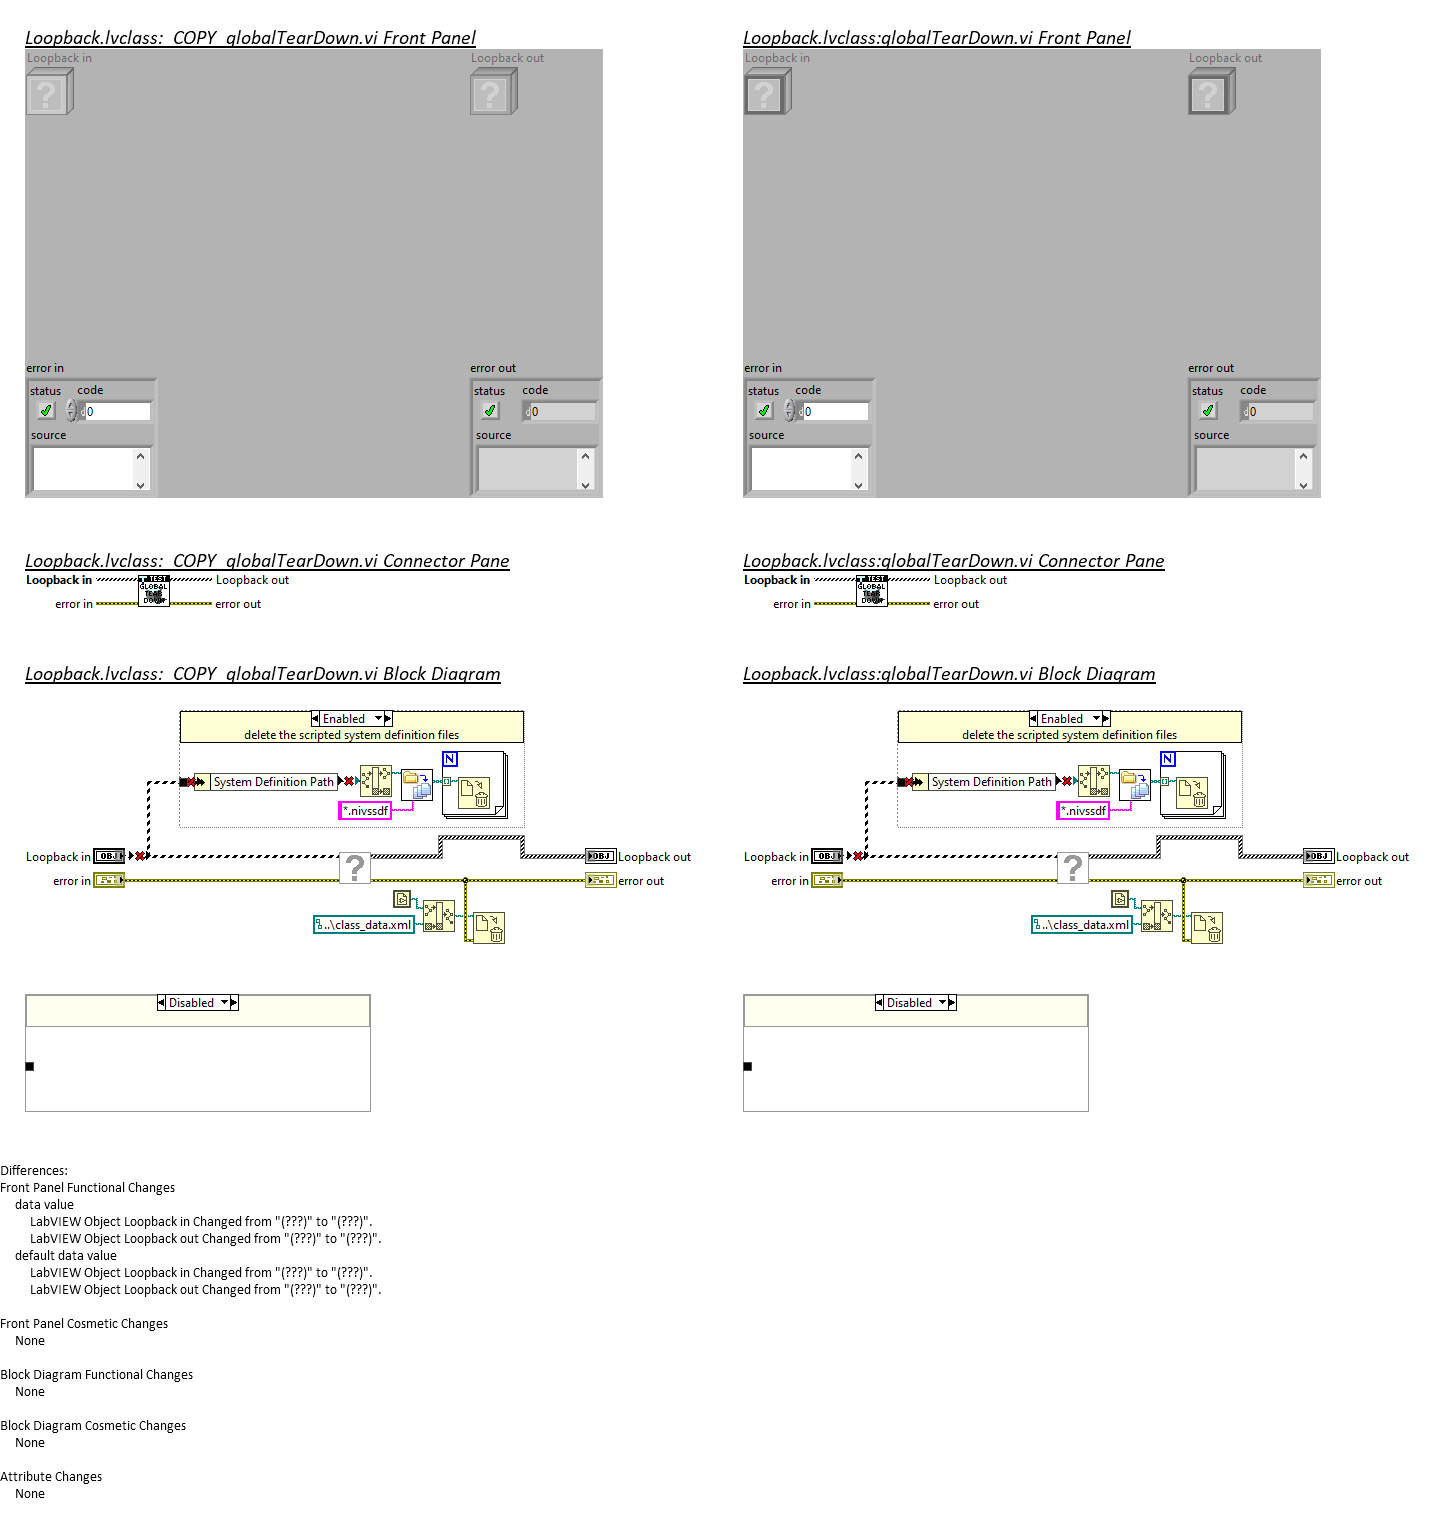 Loopback.lvclass:_COPY_globalTearDown.vi Front Panel
Loopback.lvclass:globalTearDown.vi Front Panel
Loopback in
Loopback out
Loopback in
Loopback out
?
?
?
?
error in
error out
error in
error out
status code
status code
status code
status code
d0
d0
d0
d0
source
source
source
source
Loopback.lvclass:_COPY_globalTearDown.vi Connector Pane
Loopback.lvclass:globalTearDown.vi Connector Pane
Loopback in
TEST
Loopback out
Loopback in
TEST
Loopback out
GLOBAL
TEAR
DOWN
GLOBAL
TEAR
DOWN
error in
error out
error in
error out
Loopback.lvclass:_COPY_globalTearDown.vi Block Diagram
Loopback.lvclass:globalTearDown.vi Block Diagram
Enabled
Enabled
delete the scripted system definition files
delete the scripted system definition files
N
N
System Definition Path
System Definition Path
*.nivssdf
*.nivssdf
Loopback in
OBJ
?
OBJ
Loopback out
Loopback in
OBJ
?
OBJ
Loopback out
error in
error out
error in
error out
..\class_data.xml
..\class_data.xml
Disabled
Disabled
Differences:
Front Panel Functional Changes
data value
LabVIEW Object Loopback in Changed from "(???)" to "(???)".
LabVIEW Object Loopback out Changed from "(???)" to "(???)".
default data value
LabVIEW Object Loopback in Changed from "(???)" to "(???)".
LabVIEW Object Loopback out Changed from "(???)" to "(???)".
Front Panel Cosmetic Changes
None
Block Diagram Functional Changes
None
Block Diagram Cosmetic Changes
None
Attribute Changes
None